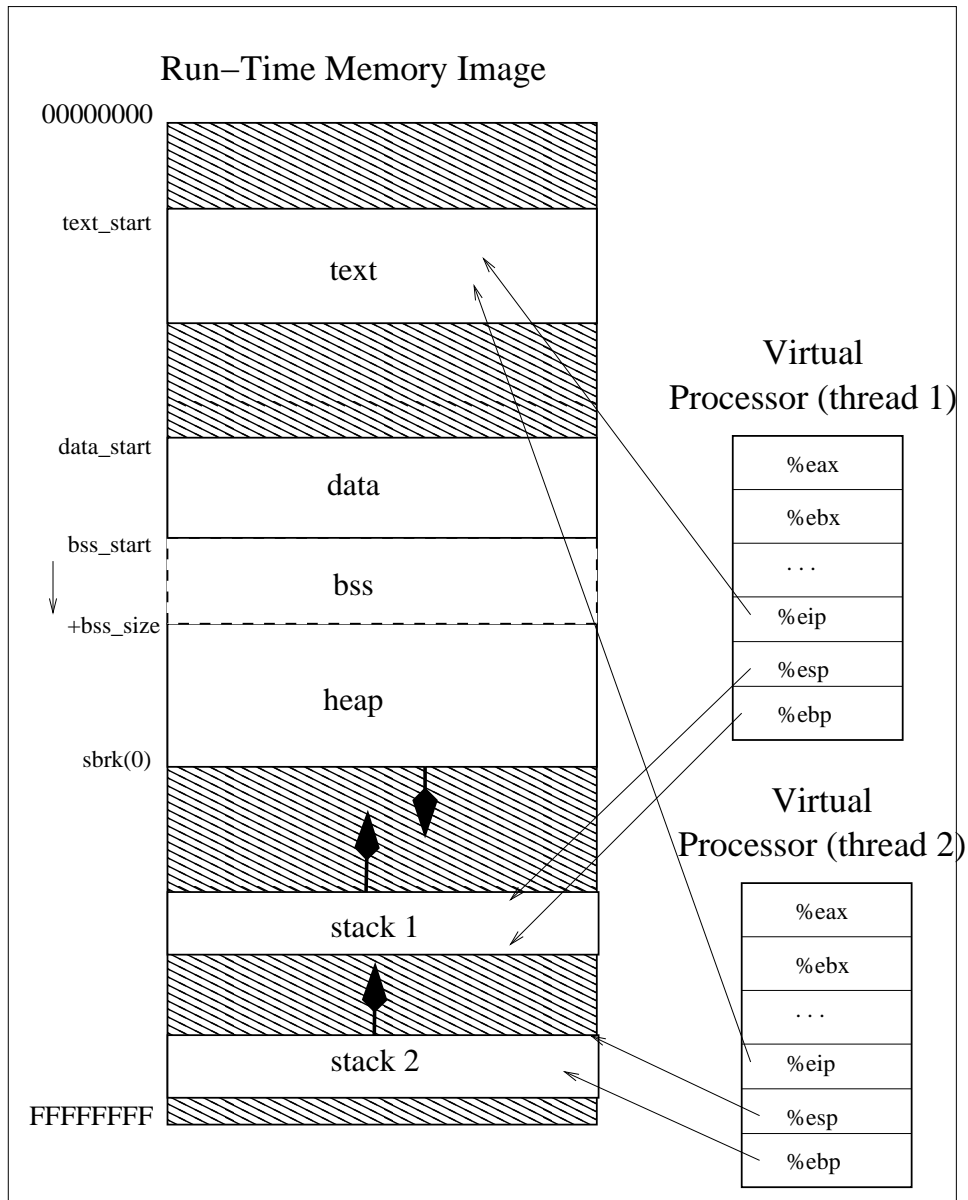 Run−Time Memory Image
00000000
text_start
text
Virtual
Processor (thread 1)
data_start
%eax
data
%ebx
bss_start
. . .
bss
+bss_size
%eip
%esp
heap
%ebp
sbrk(0)
Virtual
Processor (thread 2)
%eax
stack 1
%ebx
. . .
stack 2
%eip
FFFFFFFF
%esp
%ebp